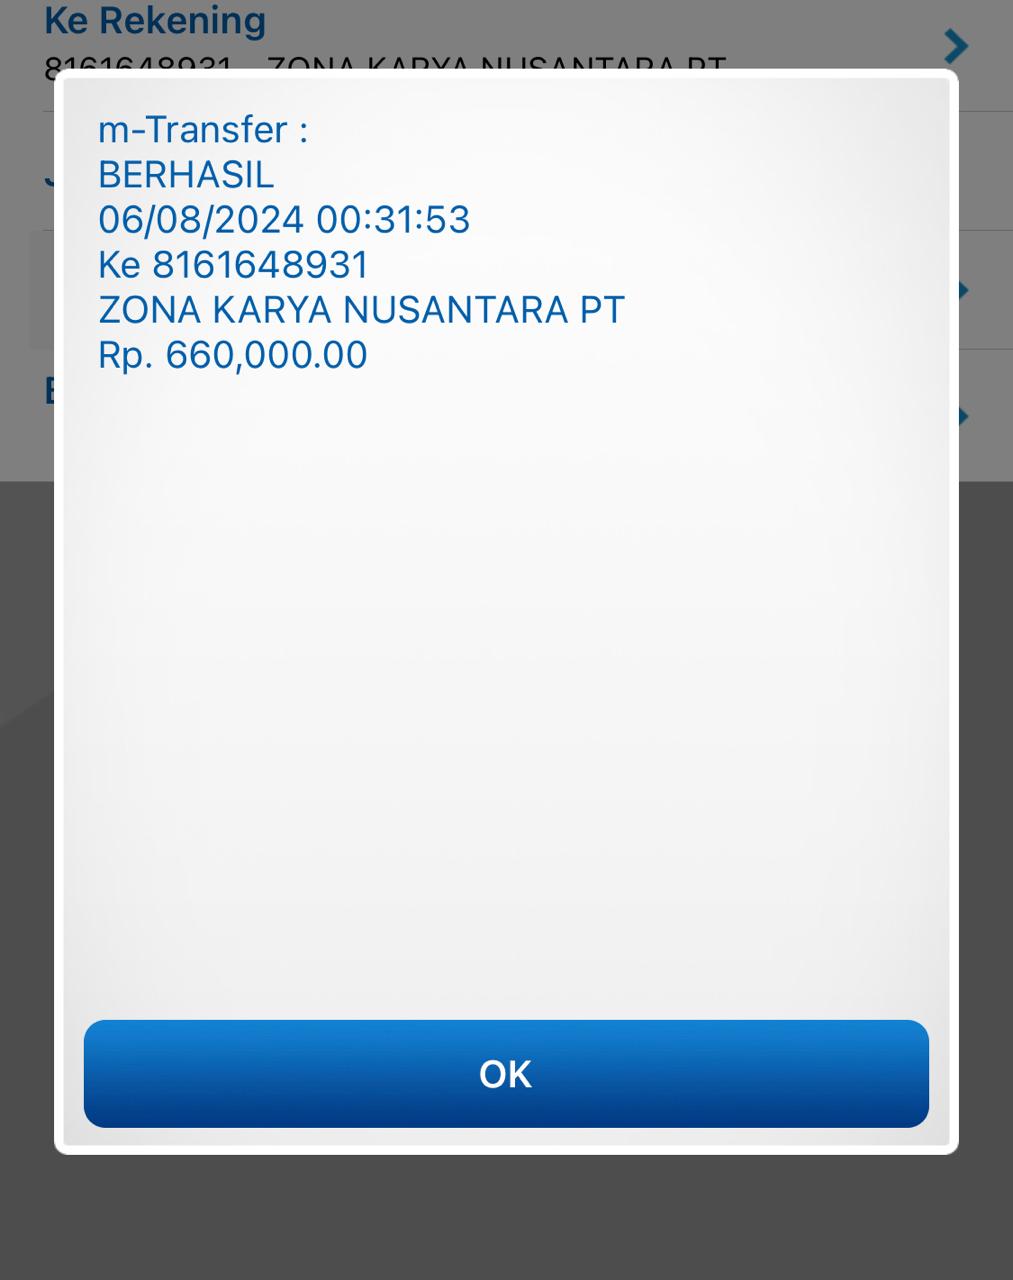 Ke Rekening
8161648931 - ZONA KARYA NUSANTARA PT
m-Transfer :
BERHASIL
06/08/2024 00:31:53
Ke 8161648931
ZONA KARYA NUSANTARA PT
Rp. 660,000.00
OK